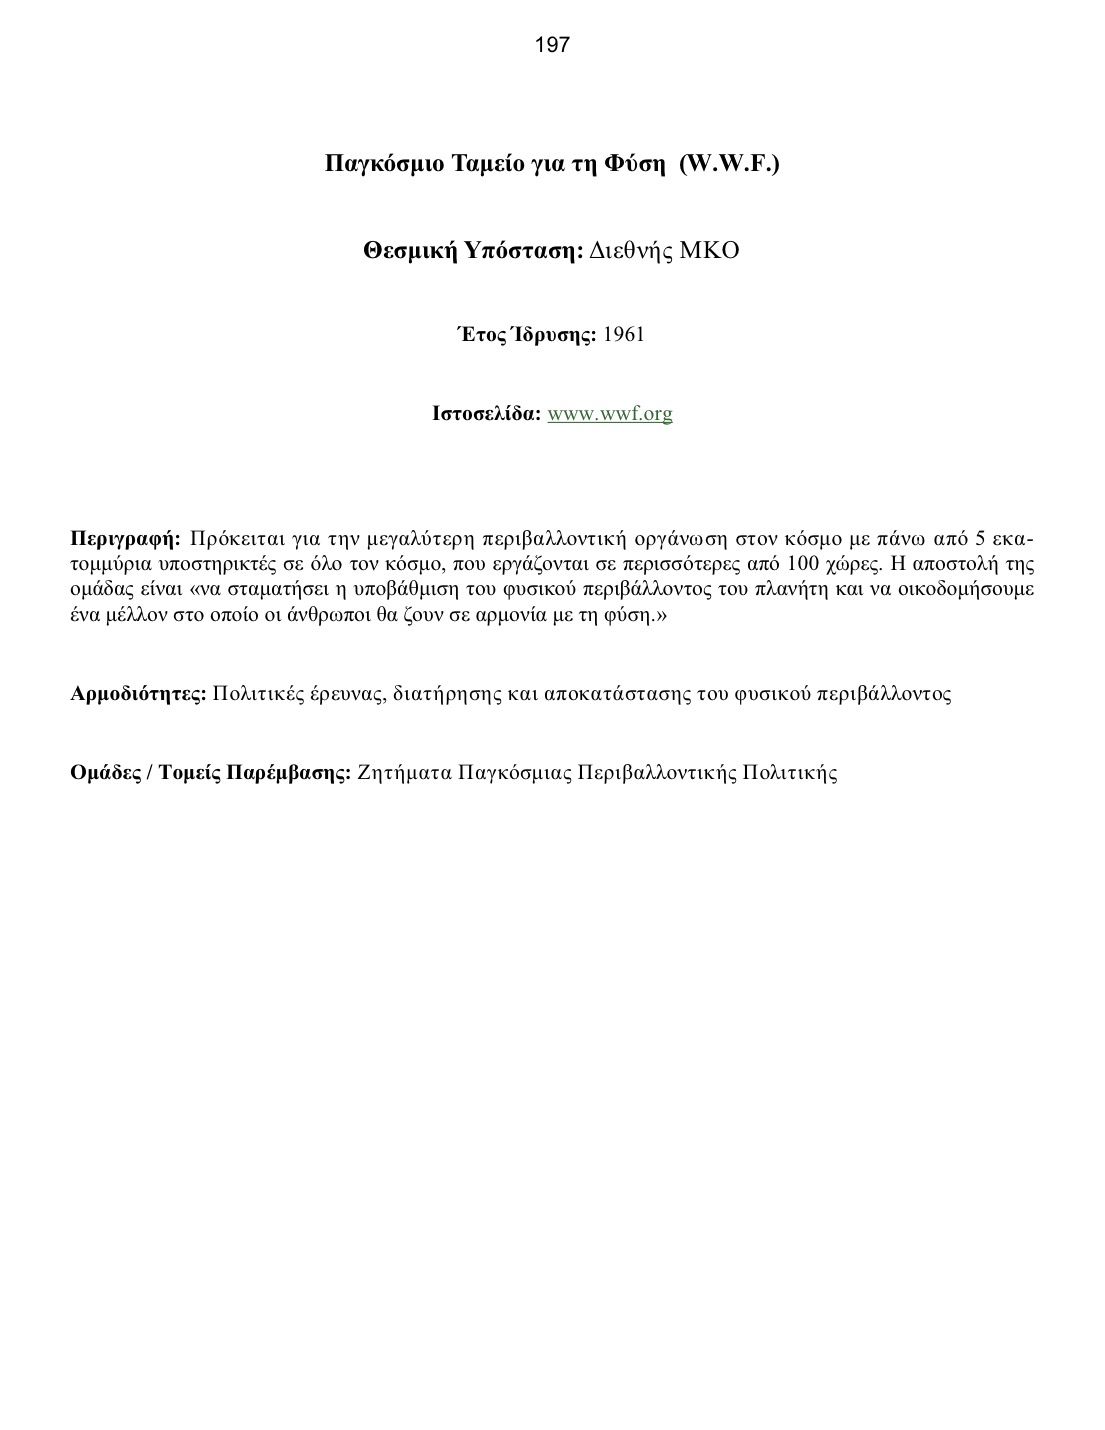 197
Παγκόσμιο Ταμείο για τη Φύση  (W.W.F.)
Θεσμική Υπόσταση: Διεθνής ΜΚΟ
Έτος Ίδρυσης: 1961
Ιστοσελίδα: www.wwf.org
Περιγραφή: Πρόκειται για την μεγαλύτερη περιβαλλοντική οργάνωση στον κόσμο με πάνω από 5 εκα-
τομμύρια υποστηρικτές σε όλο τον κόσμο, που εργάζονται σε περισσότερες από 100 χώρες. Η αποστολή της
ομάδας είναι «να σταματήσει η υποβάθμιση του φυσικού περιβάλλοντος του πλανήτη και να οικοδομήσουμε
ένα μέλλον στο οποίο οι άνθρωποι θα ζουν σε αρμονία με τη φύση.»
Αρμοδιότητες: Πολιτικές έρευνας, διατήρησης και αποκατάστασης του φυσικού περιβάλλοντος
Ομάδες / Τομείς Παρέμβασης: Ζητήματα Παγκόσμιας Περιβαλλοντικής Πολιτικής